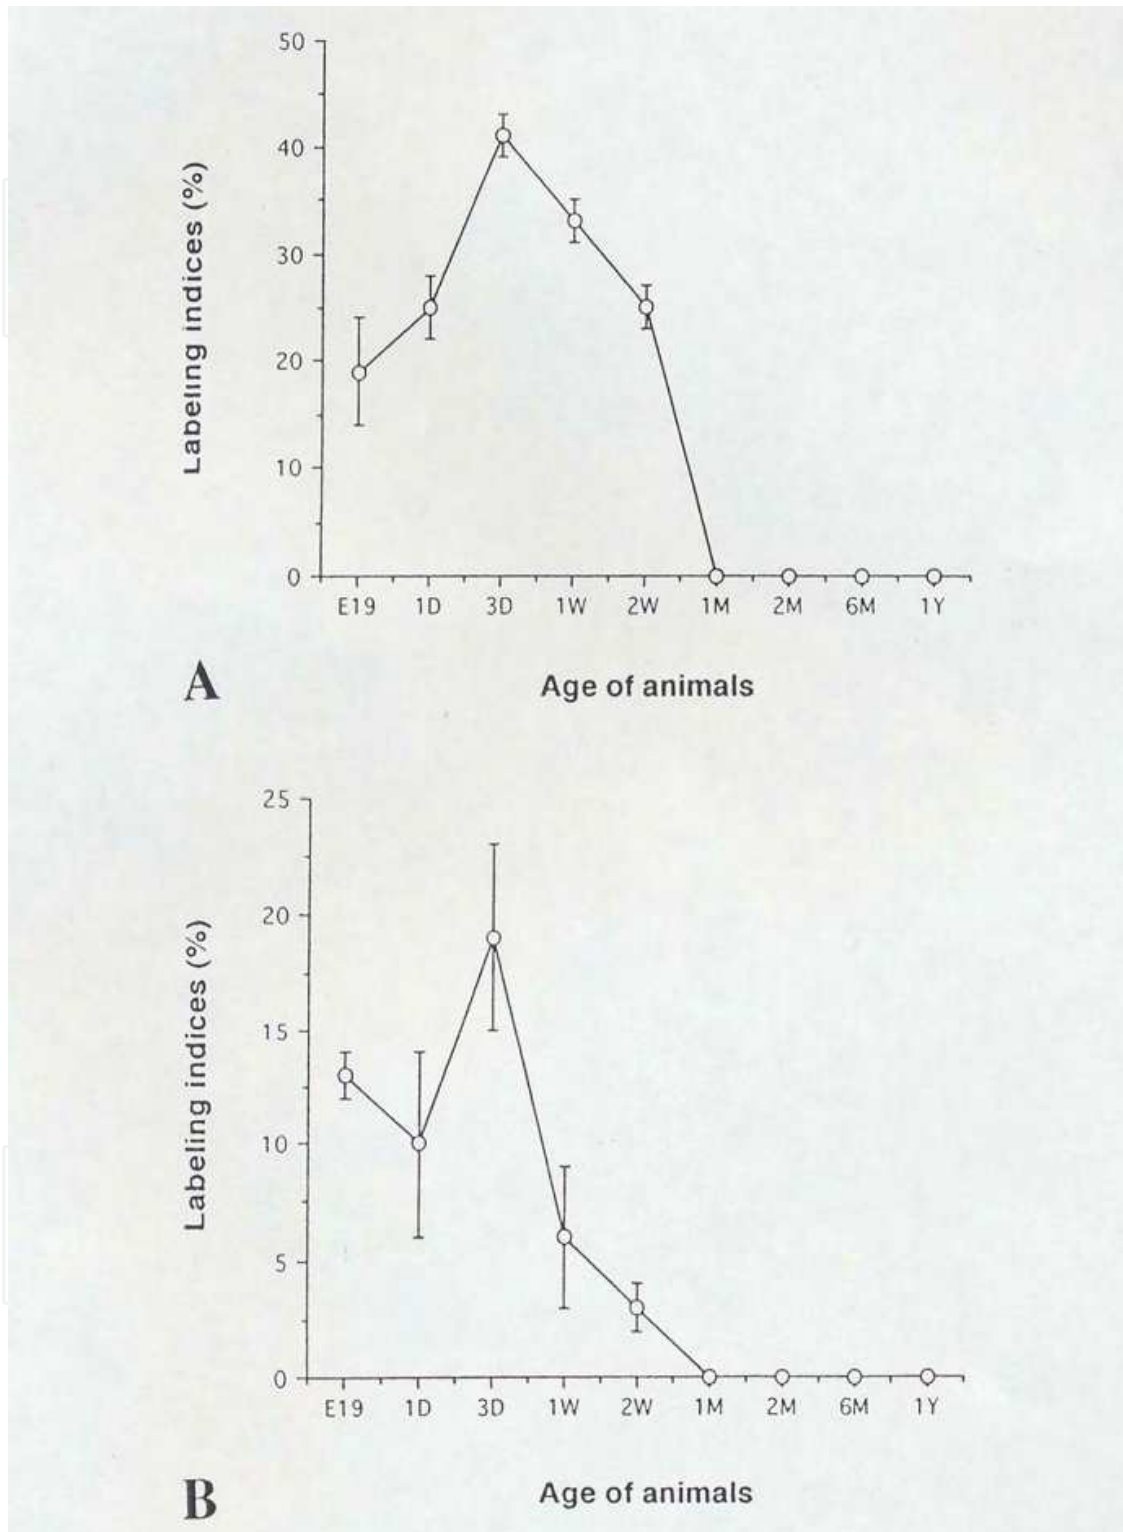 50
40
30
20
10
0
Labeling indices (%)
E19 1D 3D 1W 2W 1M 2M 6M 1Y
A
Age of animals
25
20
15
10
5
0
Labeling indices (%)
E19 1D 3D 1W 2W 1M 2M 6M 1Y
B
Age of animals